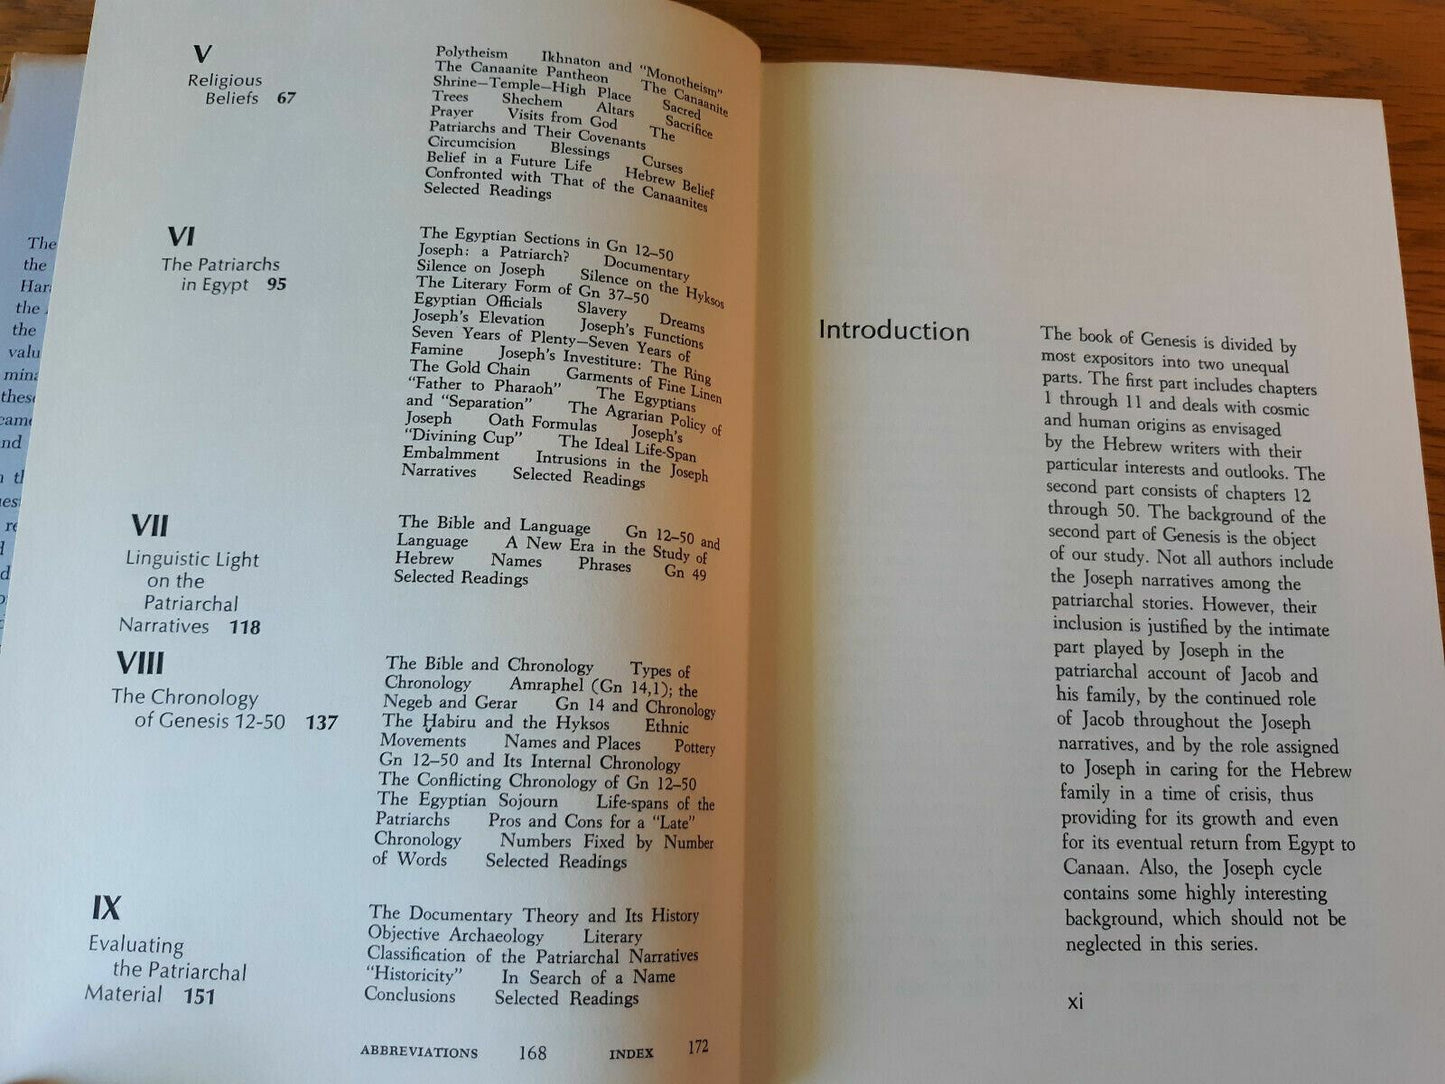 V
Religious
Beliefs 67
Polytheism Ikhnaton and "Monotheism"
The Canaanite Pantheon The Canaanite
Shrine—Temple—High Place Sacred
Trees Shechem Altars Sacrifice
Prayer Visits from God The
Patriarchs and Their Covenants
Circumcision Blessings Curses
Belief in a Future Life Hebrew Belief
Confronted with That of the Canaanites
Selected Readings
VI
The Patriarchs
in Egypt 95
The Egyptian Sections in Gn 12–50
Joseph: a Patriarch? Documentary
Silence on Joseph Silence on the Hyksos
The Literary Form of Gn 37–50
Egyptian Officials Slavery Dreams
Joseph's Elevation Joseph's Functions
Seven Years of Plenty—Seven Years of
Famine Joseph's Investiture: The Ring
The Gold Chain Garments of Fine Linen
"Father to Pharaoh" The Egyptians
and "Separation" The Agrarian Policy of
Joseph Oath Formulas Joseph's
"Divining Cup" The Ideal Life-Span
Embalmment Intrusions in the Joseph
Narratives Selected Readings
VII
Linguistic Light
on the
Patriarchal
Narratives 118
The Bible and Language Gn 12–50 and
Language A New Era in the Study of
Hebrew Names Phrases Gn 49
Selected Readings
VIII
The Chronology
of Genesis 12-50 137
The Bible and Chronology Types of
Chronology Amraphel (Gn 14,1); the
Negeb and Gerar Gn 14 and Chronology
The Ḫabiru and the Hyksos Ethnic
Movements Names and Places Pottery
Gn 12–50 and Its Internal Chronology
The Conflicting Chronology of Gn 12–50
The Egyptian Sojourn Life-spans of the
Patriarchs Pros and Cons for a "Late"
Chronology Numbers Fixed by Number
of Words Selected Readings
IX
Evaluating
the Patriarchal
Material 151
The Documentary Theory and Its History
Objective Archaeology Literary
Classification of the Patriarchal Narratives
"Historicity" In Search of a Name
Conclusions Selected Readings
ABBREVIATIONS 168 INDEX 172
Introduction
The book of Genesis is divided by
most expositors into two unequal
parts. The first part includes chapters
1 through 11 and deals with cosmic
and human origins as envisaged
by the Hebrew writers with their
particular interests and outlooks. The
second part consists of chapters 12
through 50. The background of the
second part of Genesis is the object
of our study. Not all authors include
the Joseph narratives among the
patriarchal stories. However, their
inclusion is justified by the intimate
part played by Joseph in the
patriarchal account of Jacob and
his family, by the continued role
of Jacob throughout the Joseph
narratives, and by the role assigned
to Joseph in caring for the Hebrew
family in a time of crisis, thus
providing for its growth and even
for its eventual return from Egypt to
Canaan. Also, the Joseph cycle
contains some highly interesting
background, which should not be
neglected in this series.
xi
The
the
the
the